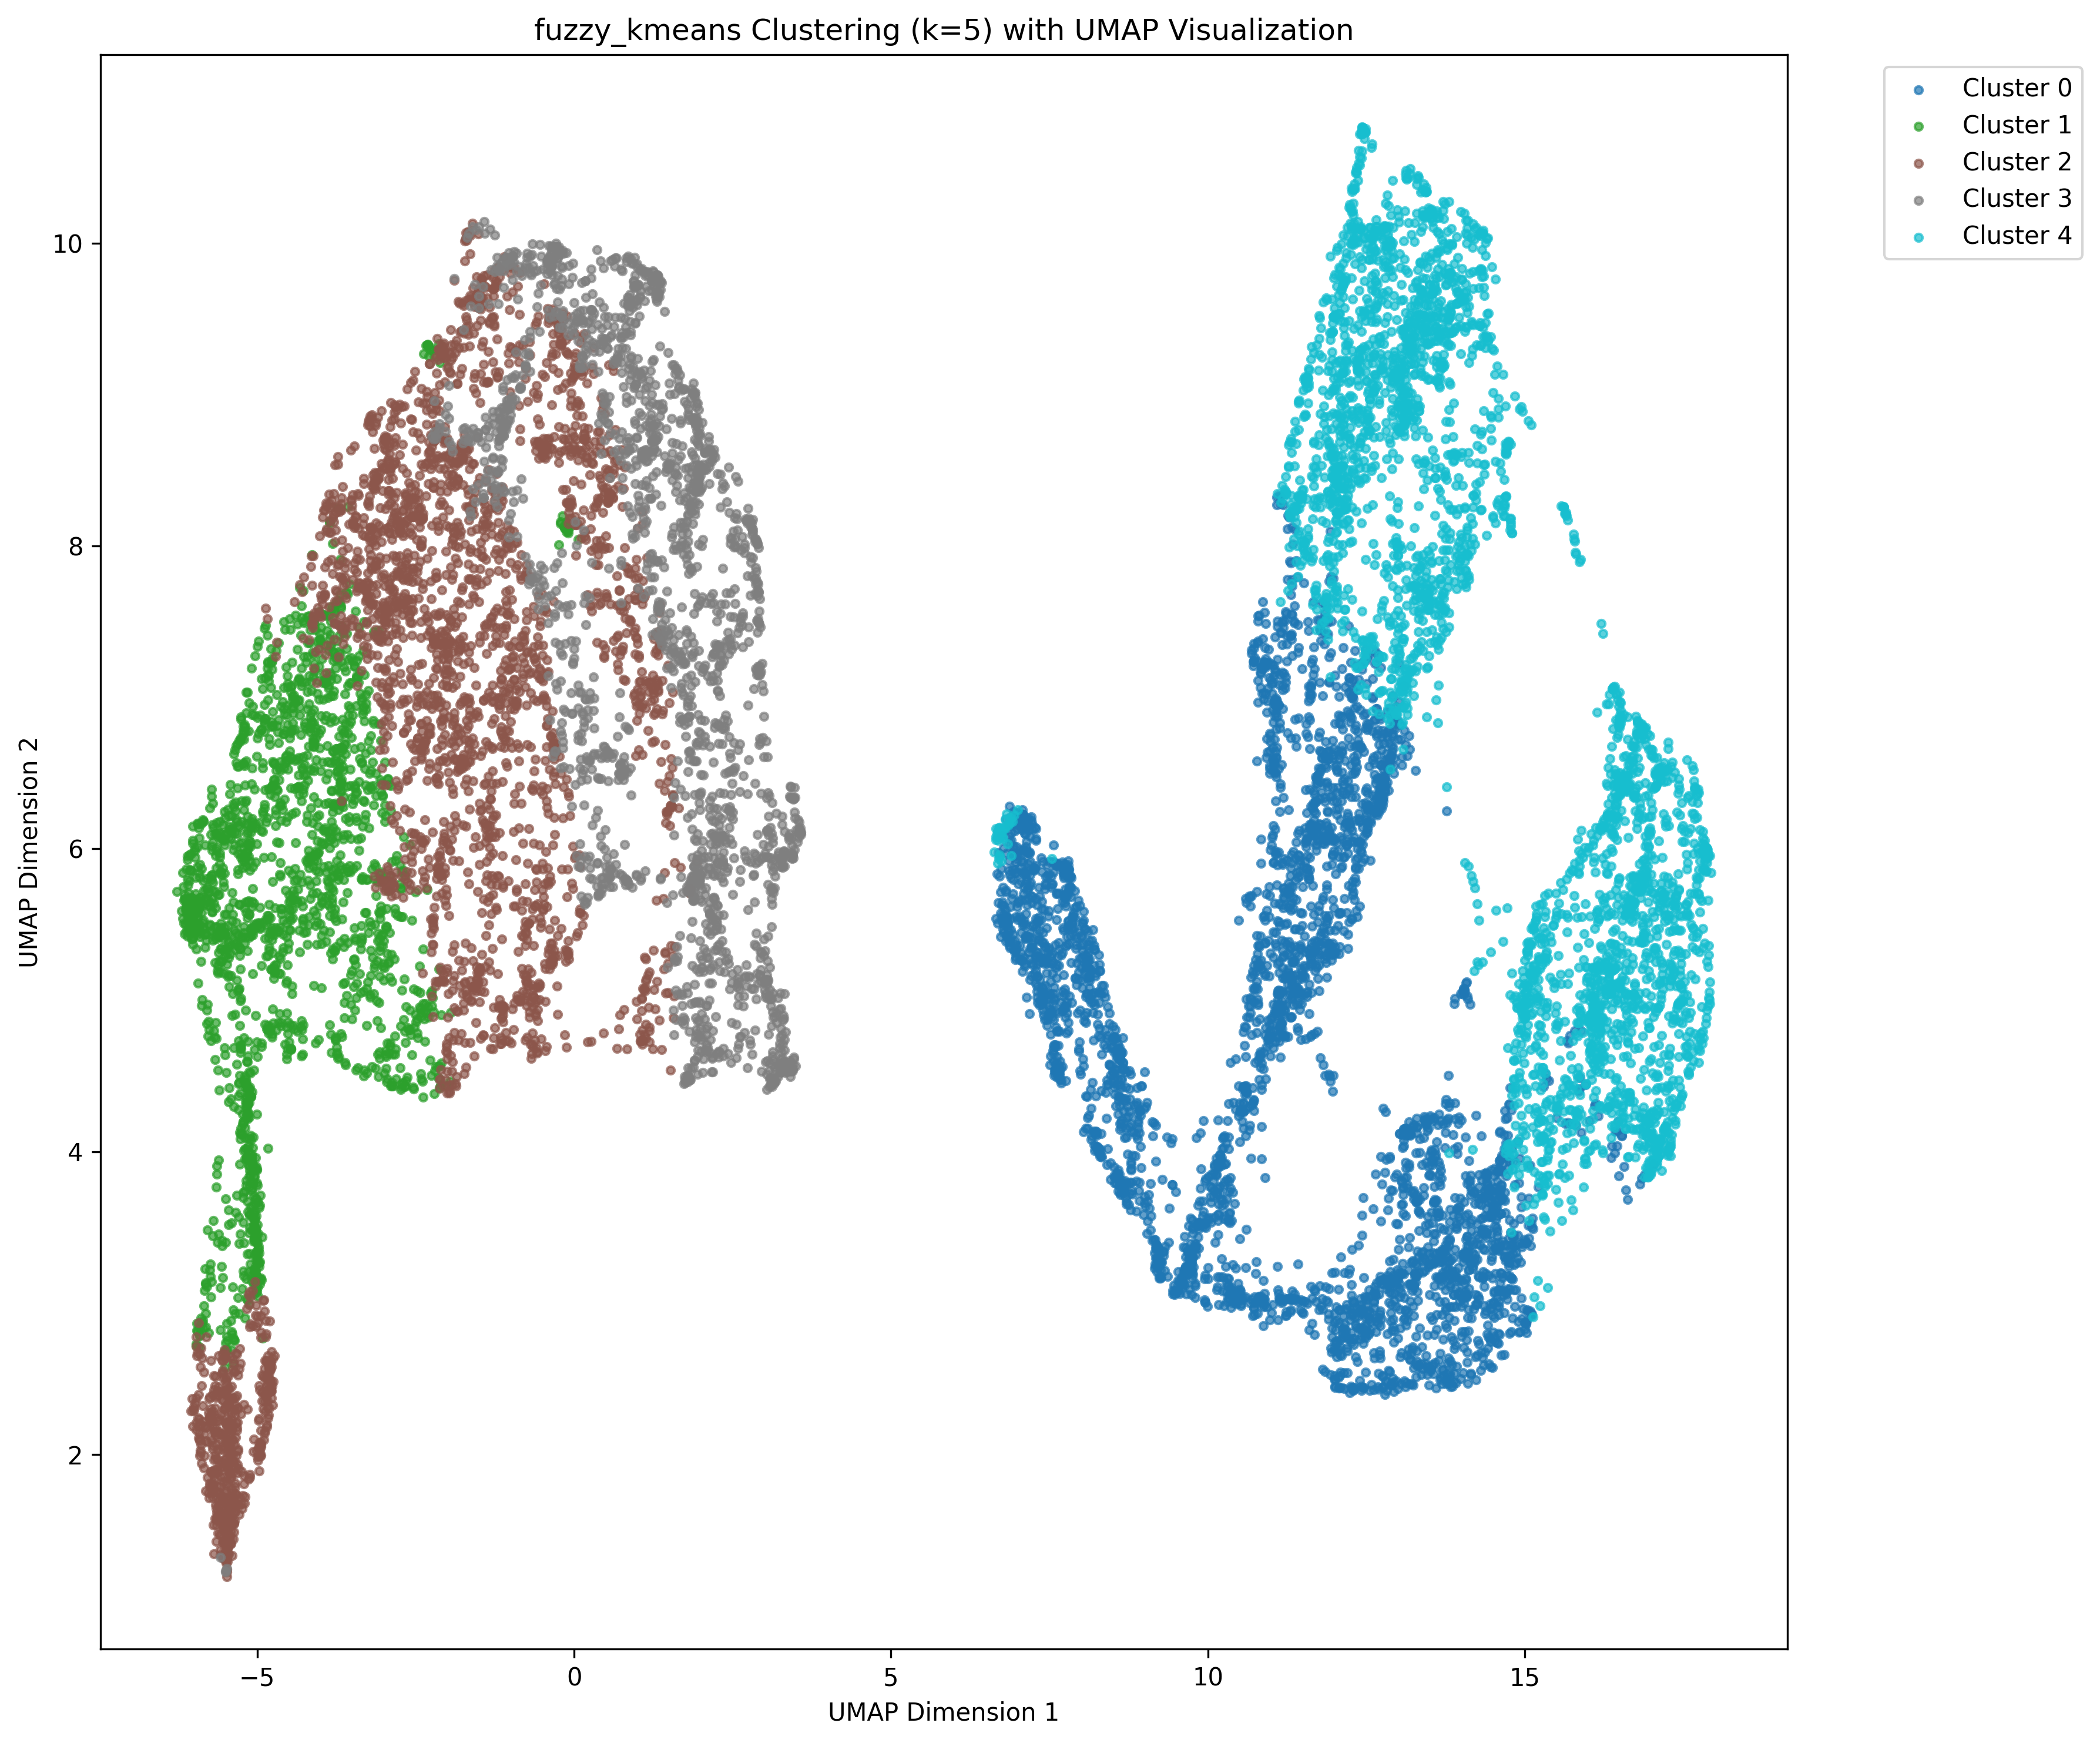 fuzzy_kmeans Clustering (k=5) with UMAP Visualization
Cluster 0
Cluster 1
Cluster 2
Cluster 3
Cluster 4
UMAP Dimension 2
10
8
6
4
2
−5 0 5 10 15
UMAP Dimension 1